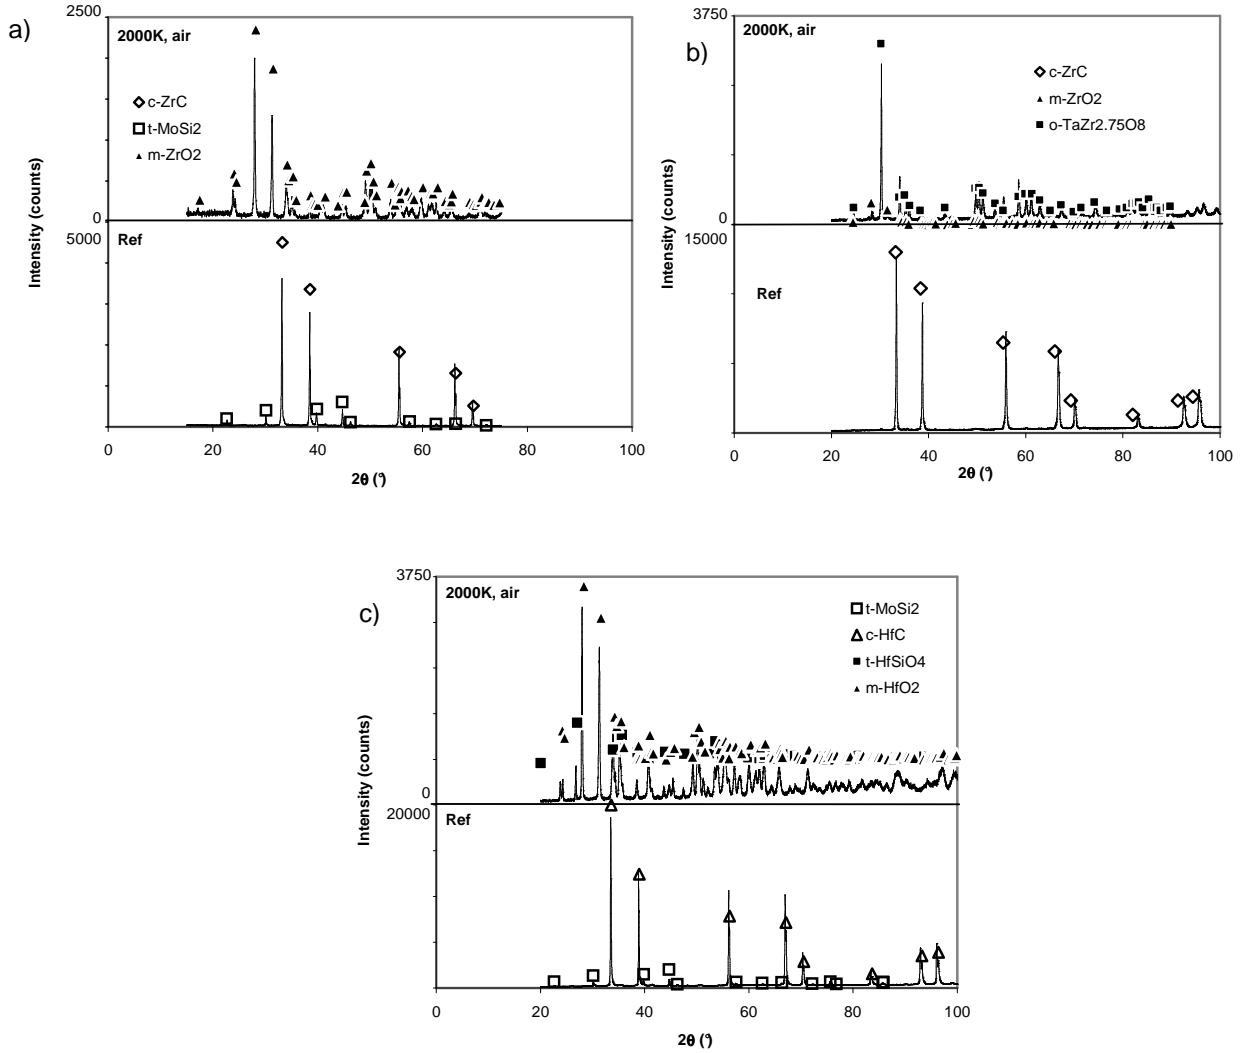 a)
2500
2000K, air
c-ZrC
t-MoSi2
m-ZrO2
0
5000
Ref
Intensity (counts)
0 20 40 60 80 100
2θ (°)
b)
3750
2000K, air
c-ZrC
m-ZrO2
o-TaZr2.75O8
0
15000
Ref
Intensity (counts)
0 20 40 60 80 100
2θ (°)
c)
3750
2000K, air
t-MoSi2
c-HfC
t-HfSiO4
m-HfO2
0
20000
Ref
Intensity (counts)
0 20 40 60 80 100
2θ (°)